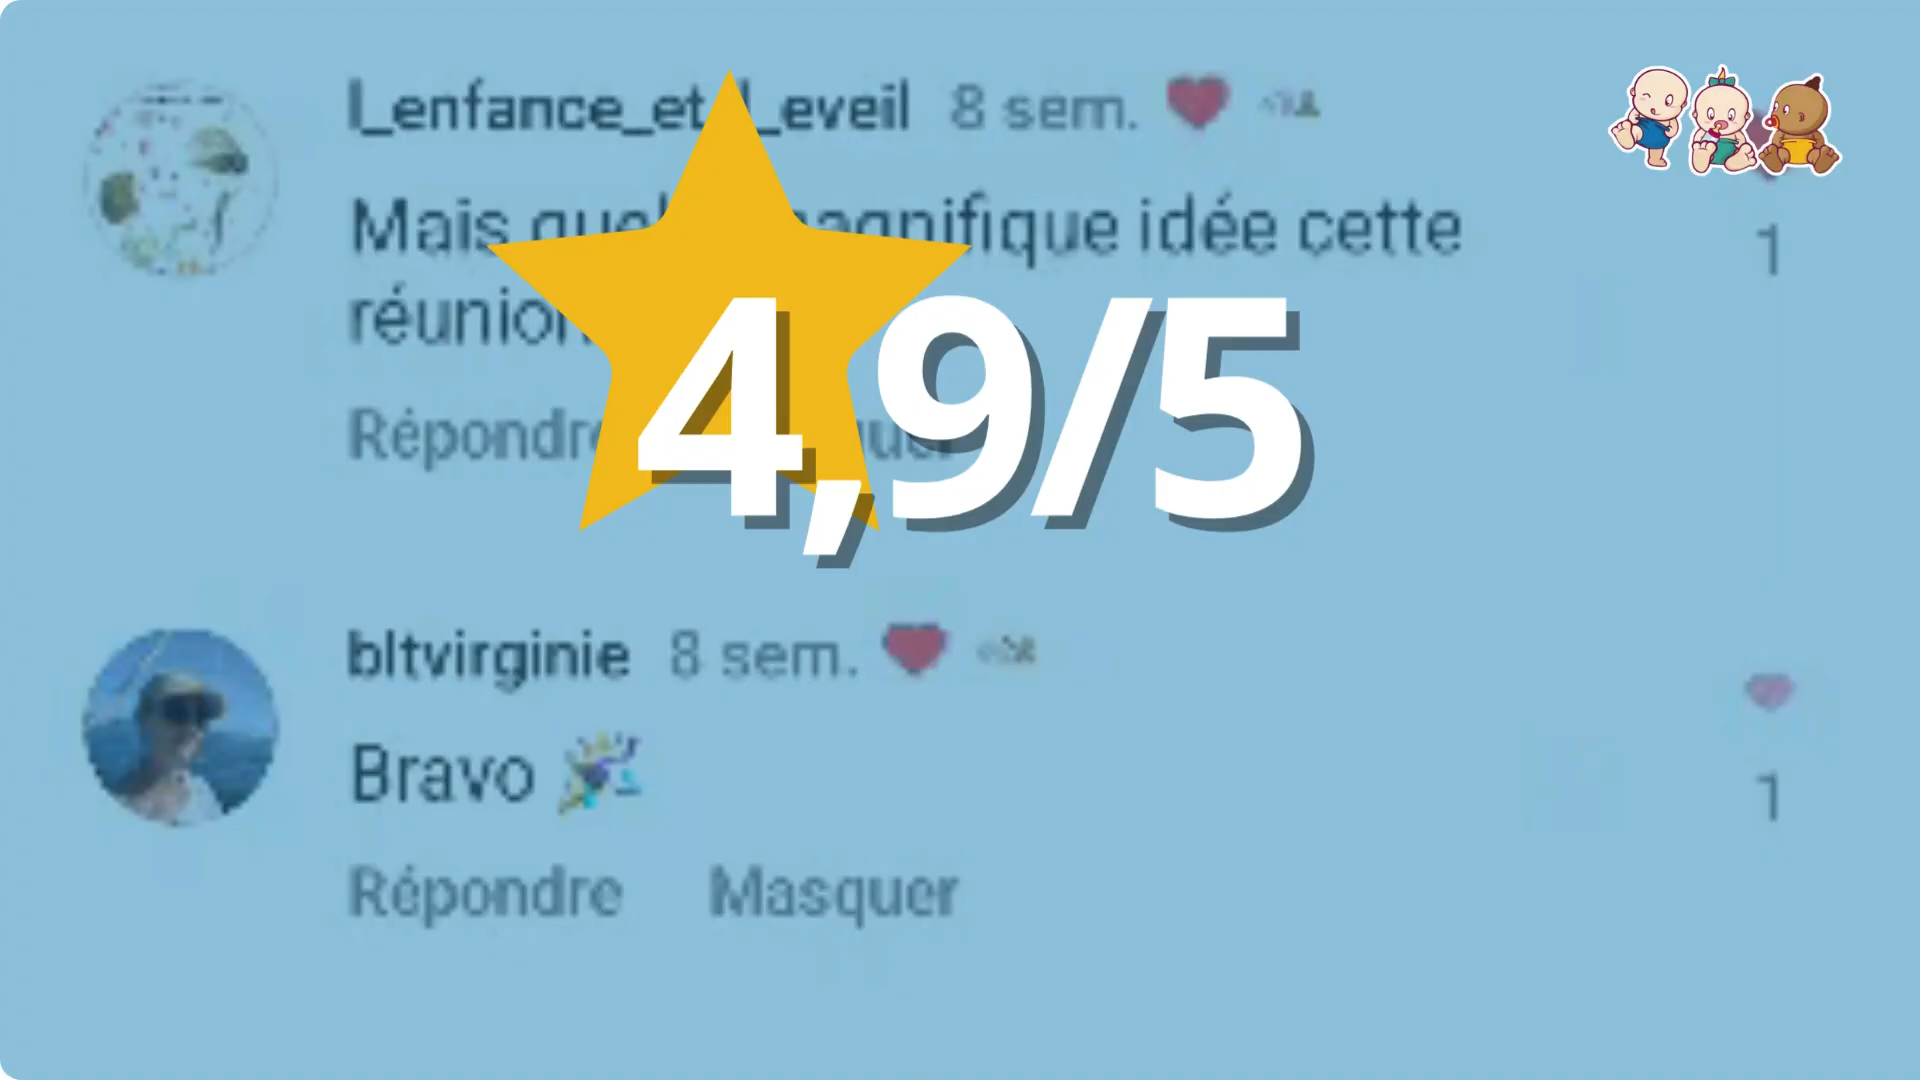 l_enfance_et_l_eveil 8 sem.
Mais magnifique idée cette
1
réunion
4,9/5
Répondre
bltvirginie 8 sem.
Bravo 🎉
1
Répondre Masquer